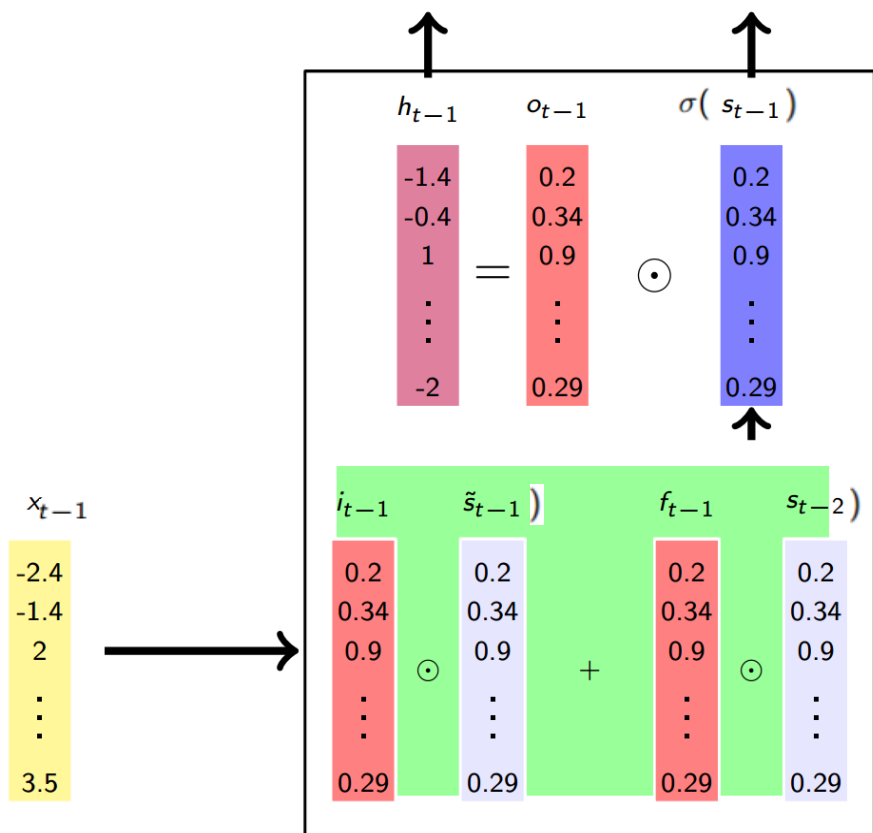 h_{t−1} o_{t−1} σ( s_{t−1} )
-1.4 0.2 0.2
-0.4 0.34 0.34
1 0.9 0.9
= ⊙
⋮ ⋮ ⋮
-2 0.29 0.29
x_{t−1} i_{t−1} s̃_{t−1} ) f_{t−1} s_{t−2} )
-2.4 0.2 0.2 0.2 0.2
-1.4 0.34 0.34 0.34 0.34
2 0.9 0.9 0.9 0.9
⊙ + ⊙
⋮ ⋮ ⋮ ⋮ ⋮
3.5 0.29 0.29 0.29 0.29